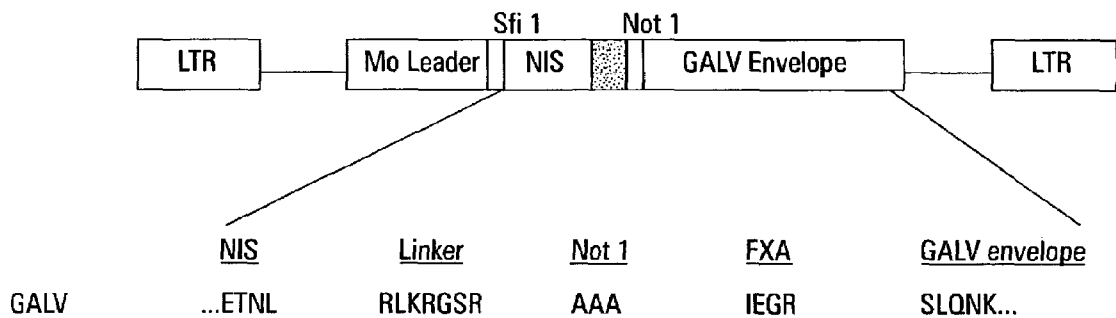 Sfi 1 Not 1
LTR Mo Leader NIS GALV Envelope LTR
NIS Linker Not 1 FXA GALV envelope
GALV ...ETNL RLKRGSR AAA IEGR SLQNK...